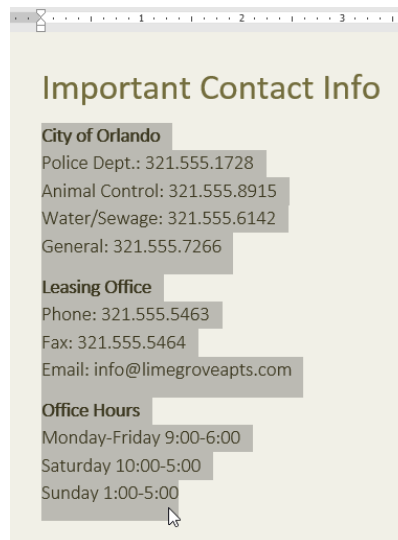 1 2 3
Important Contact Info
City of Orlando
Police Dept.: 321.555.1728
Animal Control: 321.555.8915
Water/Sewage: 321.555.6142
General: 321.555.7266
Leasing Office
Phone: 321.555.5463
Fax: 321.555.5464
Email: info@limegroveapts.com
Office Hours
Monday-Friday 9:00-6:00
Saturday 10:00-5:00
Sunday 1:00-5:00